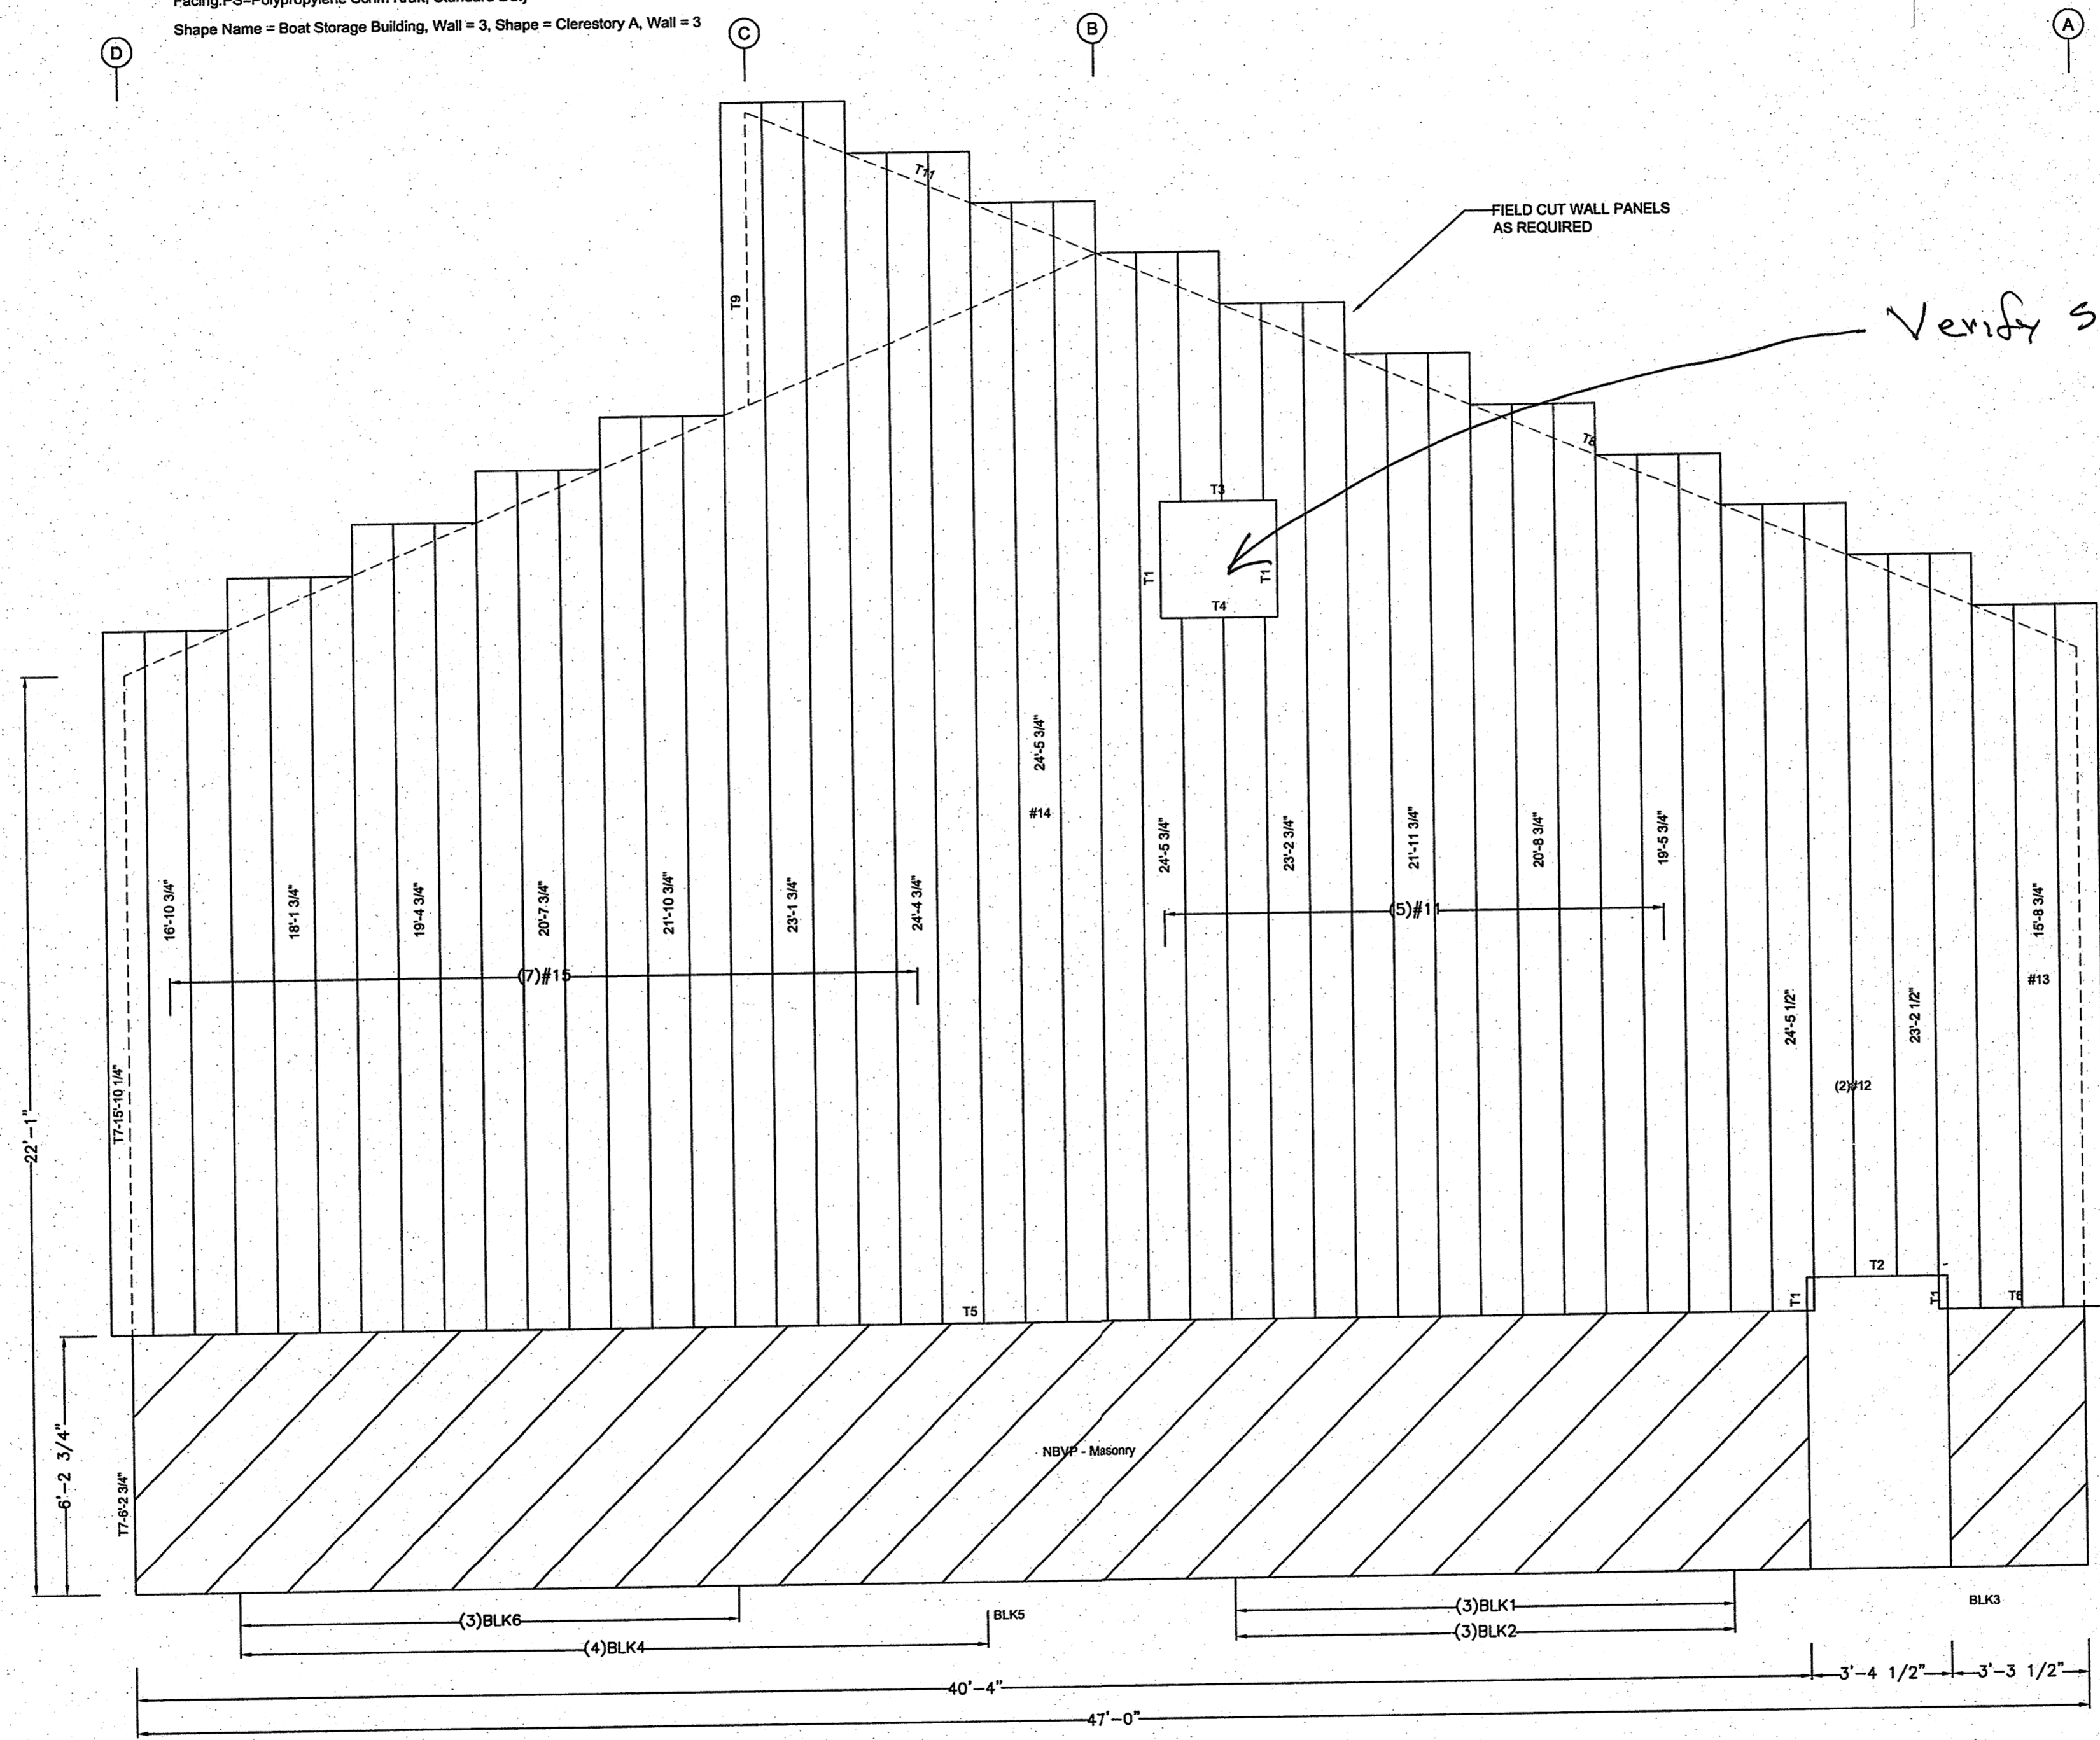 Shape Name = Boat Storage Building, Wall = 3, Shape = Clerestory A, Wall = 3
D
C
B
A
T11
FIELD CUT WALL PANELS
AS REQUIRED
T9
Verify S
T8
T3
T1
T1
T4
24'-5 3/4"
#14
16'-10 3/4"
18'-1 3/4"
19'-4 3/4"
20'-7 3/4"
21'-10 3/4"
23'-1 3/4"
24'-4 3/4"
24'-5 3/4"
23'-2 3/4"
21'-11 3/4"
20'-8 3/4"
19'-5 3/4"
15'-8 3/4"
(5)#11
(7)#15
#13
24'-5 1/2"
23'-2 1/2"
(2)#12
T7-15'-10 1/4"
22'-1"
T2
T5
T1
T1
T6
6'-2 3/4"
T7-6'-2 3/4"
NBVP - Masonry
(3)BLK6
BLK5
(3)BLK1
BLK3
(4)BLK4
(3)BLK2
40'-4"
3'-4 1/2"
3'-3 1/2"
47'-0"